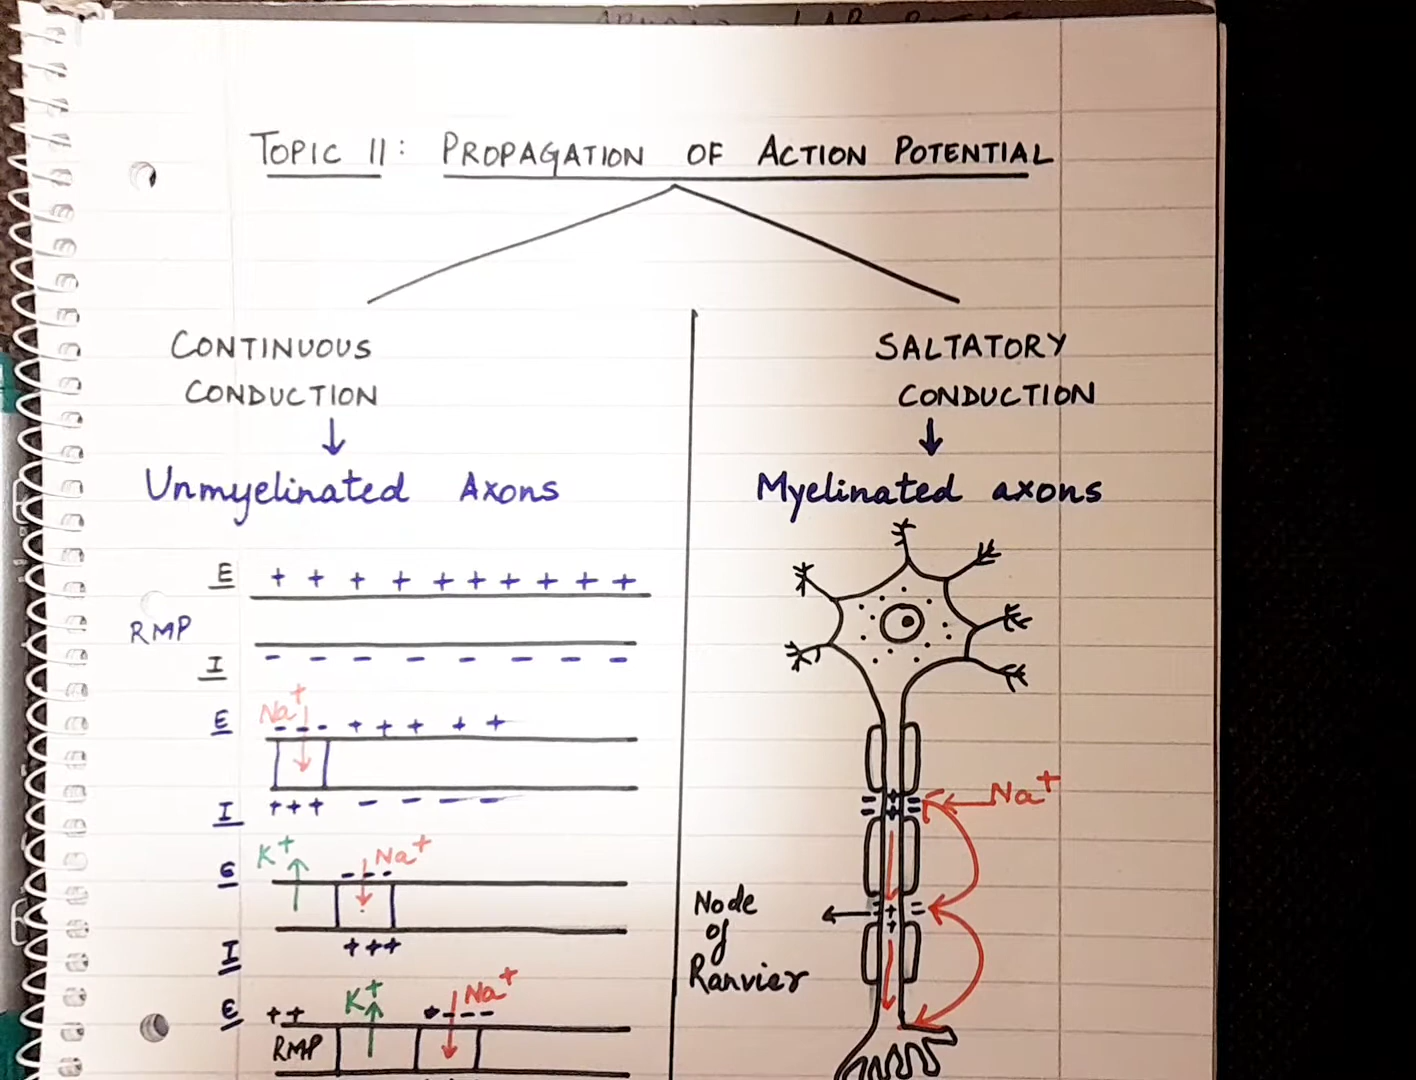 TOPIC 11: PROPAGATION OF ACTION POTENTIAL
CONTINUOUS
CONDUCTION
↓
Unmyelinated Axons
E + + + + + + + + + +
RMP
I - - - - - - - -
Na+
E - - - + + + + +
I +++ - - - -
K+ Na+
E - - -
I +++
K+ Na+
E ++ - - - -
RMP
SALTATORY
CONDUCTION
↓
Myelinated axons
Na+
Node
of
Ranvier